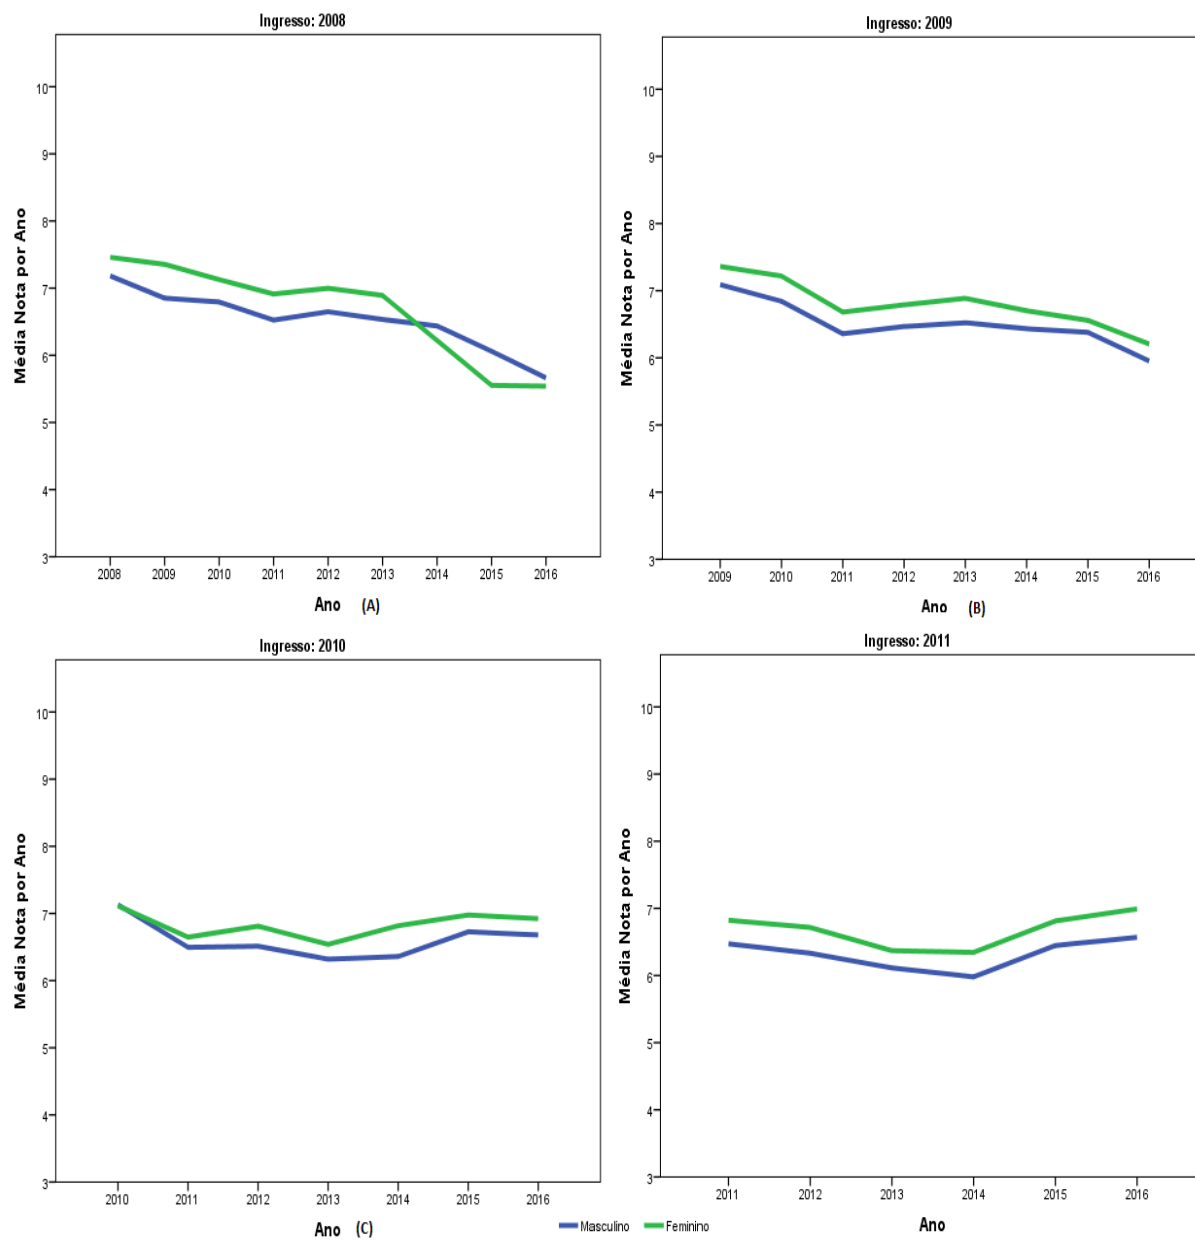 Ingresso: 2008
Média Nota por Ano
10
9
8
7
6
5
4
3
2008 2009 2010 2011 2012 2013 2014 2015 2016
Ano (A)
Ingresso: 2009
Média Nota por Ano
10
9
8
7
6
5
4
3
2009 2010 2011 2012 2013 2014 2015 2016
Ano (B)
Ingresso: 2010
Média Nota por Ano
10
9
8
7
6
5
4
3
2010 2011 2012 2013 2014 2015 2016
Ano (C)
Ingresso: 2011
Média Nota por Ano
10
9
8
7
6
5
4
3
2011 2012 2013 2014 2015 2016
Ano
Masculino Feminino